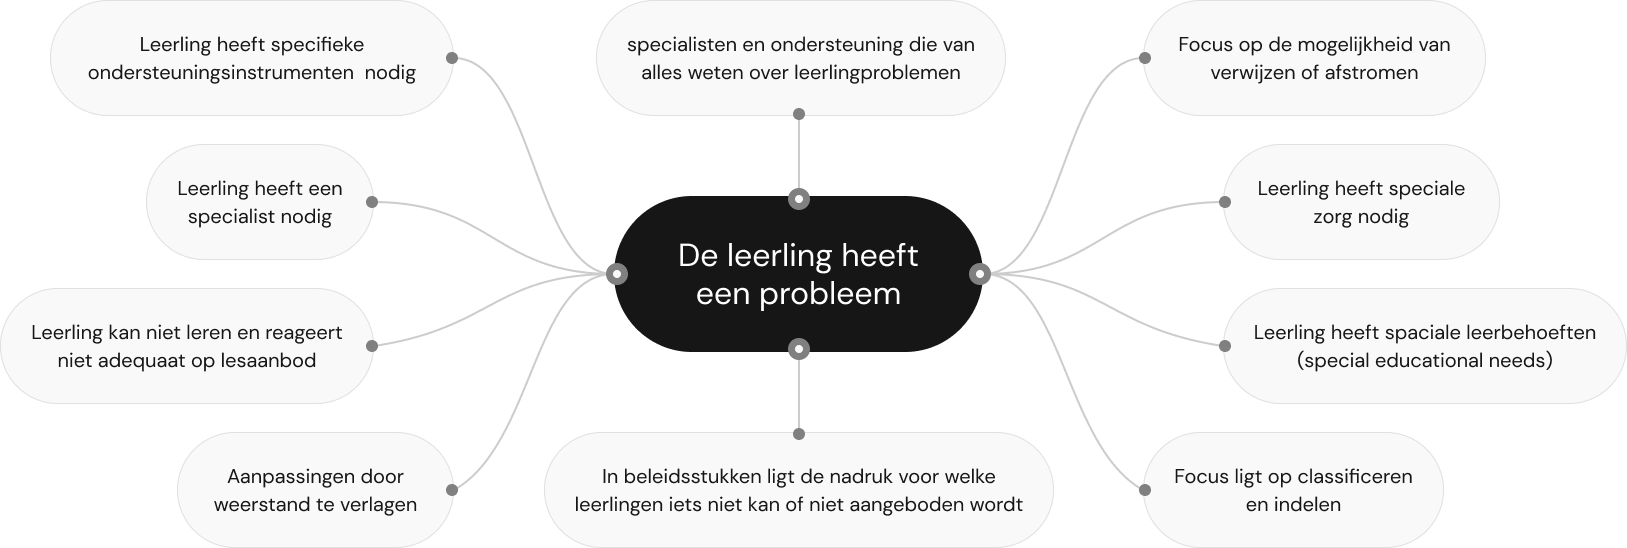 Leerling heeft specifieke
ondersteuningsinstrumenten  nodig
specialisten en ondersteuning die van
alles weten over leerlingproblemen
Focus op de mogelijkheid van
verwijzen of afstromen
Leerling heeft een
specialist nodig
Leerling heeft speciale
zorg nodig
De leerling heeft
een probleem
Leerling kan niet leren en reageert
niet adequaat op lesaanbod
Leerling heeft spaciale leerbehoeften
(special educational needs)
Aanpassingen door
weerstand te verlagen
In beleidsstukken ligt de nadruk voor welke
leerlingen iets niet kan of niet aangeboden wordt
Focus ligt op classificeren
en indelen